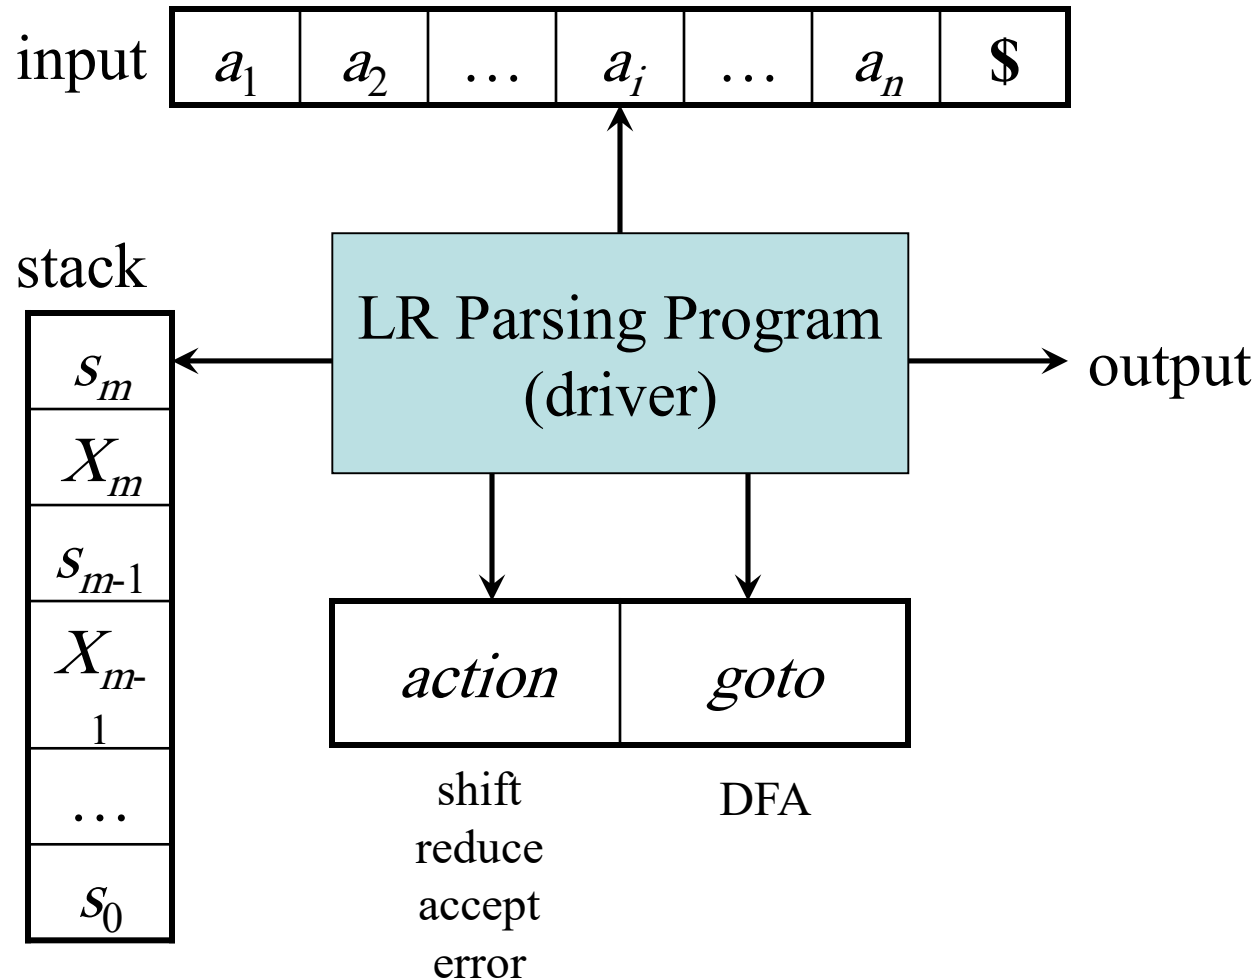 input a1 a2 … ai … an $
stack
LR Parsing Program
(driver)
output
sm
Xm
sm-1
Xm-
1
…
s0
action goto
shift
reduce
accept
error
DFA